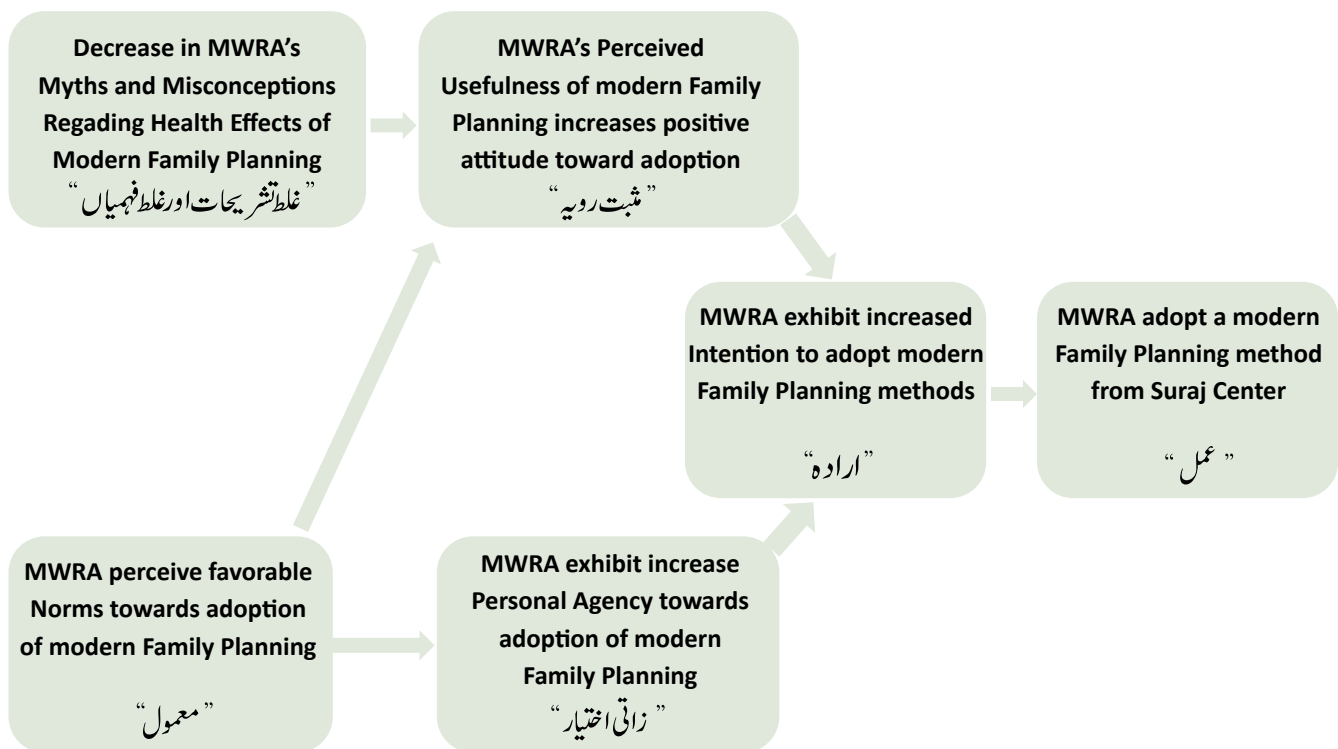 Decrease in MWRA's
Myths and Misconceptions
Regading Health Effects of
Modern Family Planning
”غلط تشریحات اور غلط فہمیاں“
MWRA's Perceived
Usefulness of modern Family
Planning increases positive
attitude toward adoption
”مثبت رویہ“
MWRA exhibit increased
Intention to adopt modern
Family Planning methods
”ارادہ“
MWRA adopt a modern
Family Planning method
from Suraj Center
”عمل“
MWRA perceive favorable
Norms towards adoption
of modern Family Planning
”معمول“
MWRA exhibit increase
Personal Agency towards
adoption of modern
Family Planning
”زاتی اختیار“